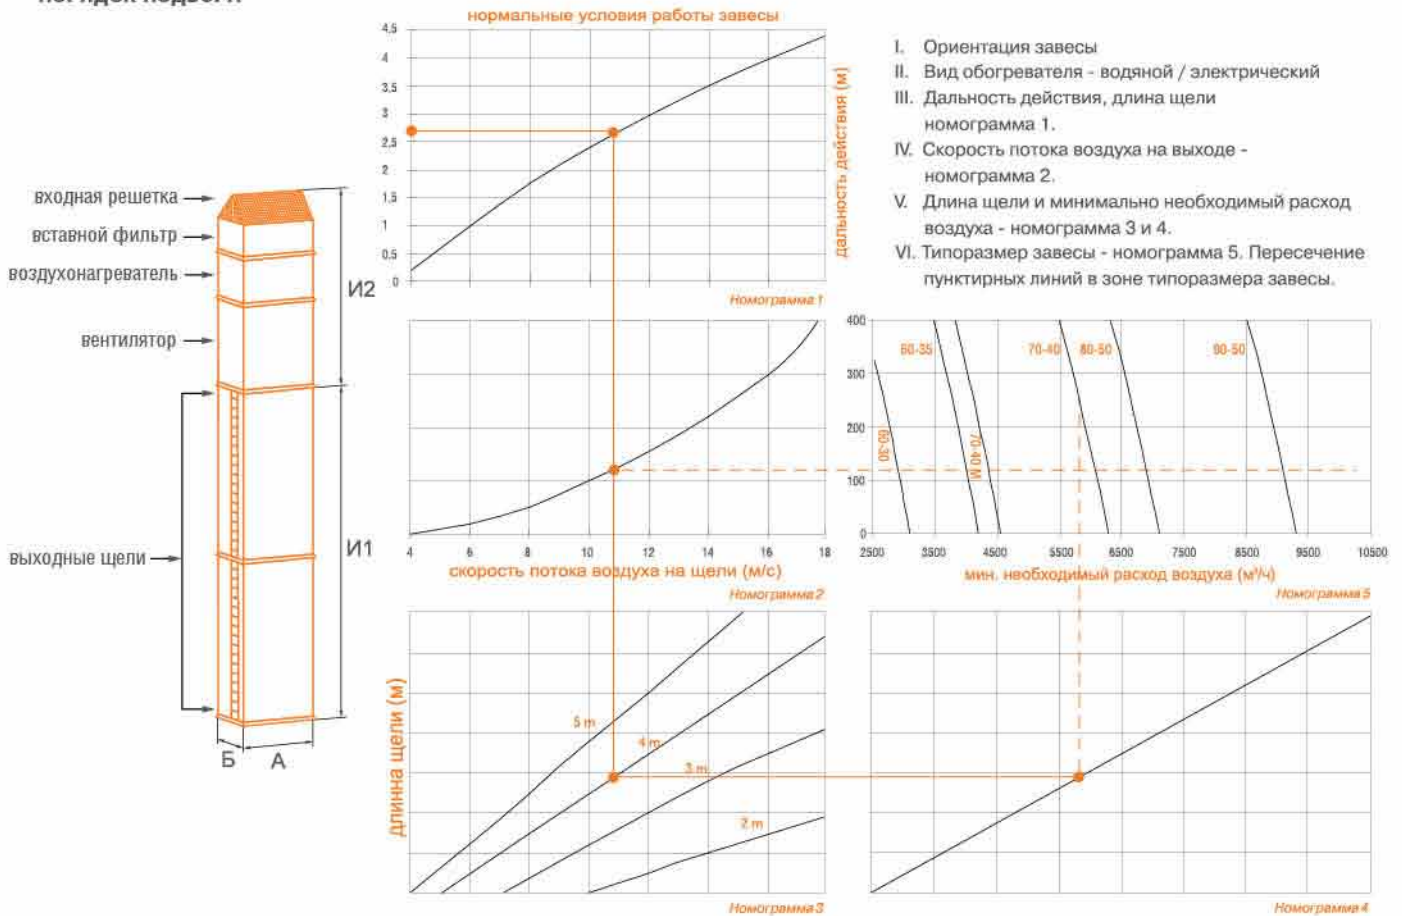 нормальные условия работы завесы
4,5
4
3,5
3
2,5
2
1,5
1
0,5
0
дальность действия (м)
Номограмма 1
I. Ориентация завесы
II. Вид обогревателя - водяной / электрический
III. Дальность действия, длина щели
номограмма 1.
IV. Скорость потока воздуха на выходе -
номограмма 2.
V. Длина щели и минимально необходимый расход
воздуха - номограмма 3 и 4.
VI. Типоразмер завесы - номограмма 5. Пересечение
пунктирных линий в зоне типоразмера завесы.
входная решетка
вставной фильтр
воздухонагреватель
вентилятор
выходные щели
И2
И1
Б
А
4
6
8
10
12
14
16
18
скорость потока воздуха на щели (м/с)
Номограмма 2
400
300
200
100
0
60-30
60-35
70-40 М
70-40
80-50
90-50
2500
3500
4500
5500
6500
7500
8500
9500
10500
мин. необходимый расход воздуха (м³/ч)
Номограмма 5
длинна щели (м)
5 m
4 m
3 m
2 m
Номограмма 3
Номограмма 4